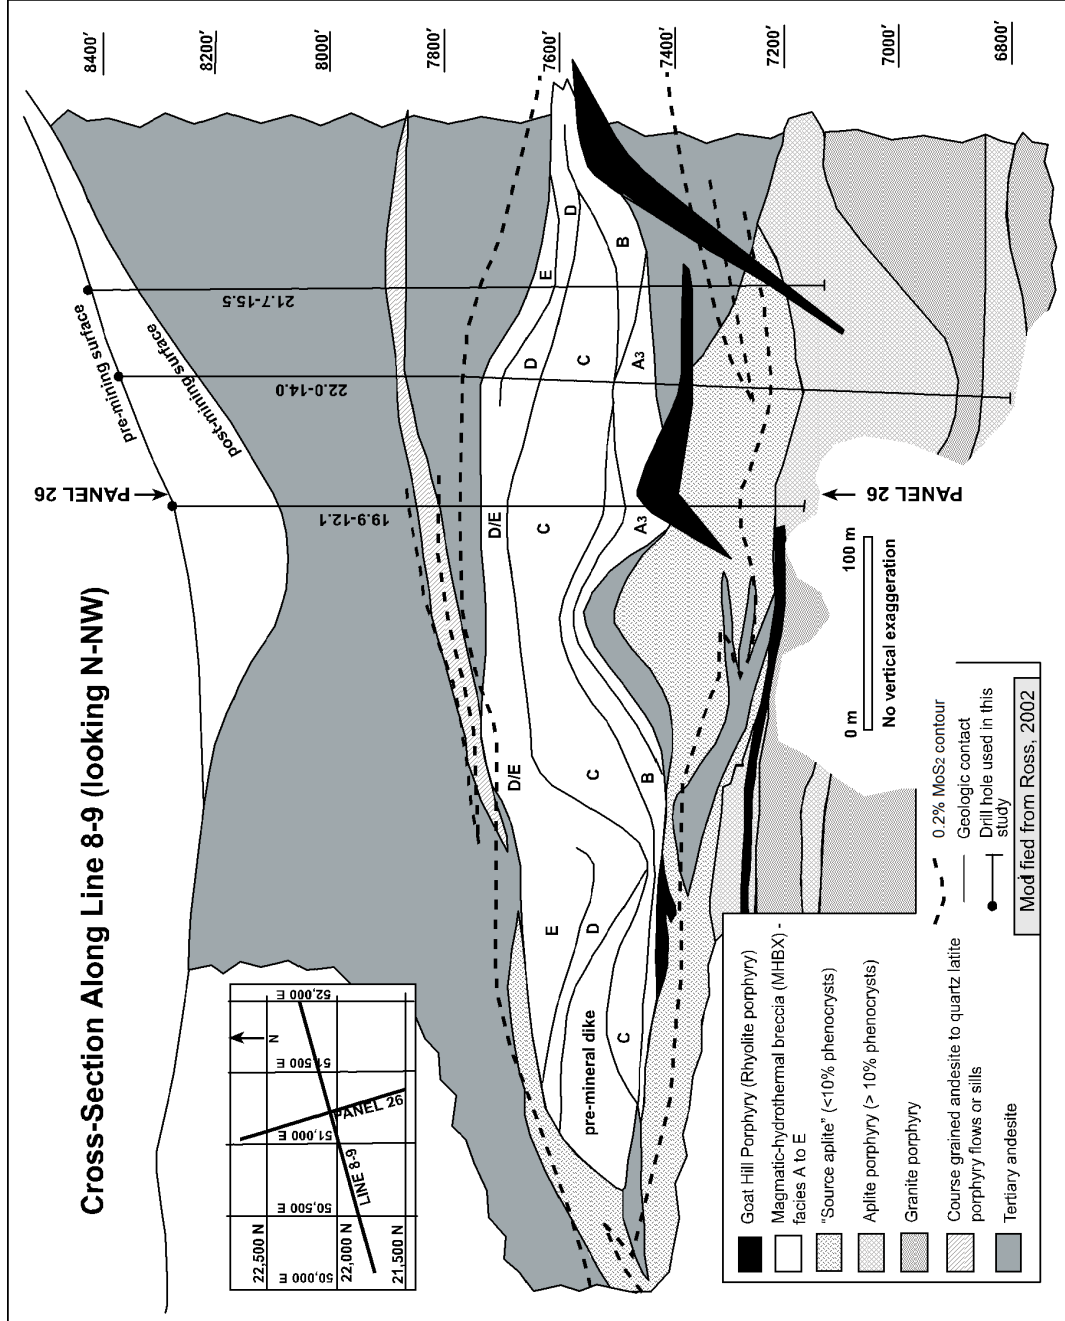 Cross-Section Along Line 8-9 (looking N-NW)
8400'
8200'
8000'
7800'
7600'
7400'
7200'
7000'
6800'
pre-mining surface
post-mining surface
PANEL 26
19.9-12.1
22.0-14.0
21.7-15.5
D/E
D/E
E
D
C
C
C
B
A3
A3
D
C
E
D
B
pre-mineral dike
C
PANEL 26
0 m
100 m
No vertical exaggeration
22,500 N
22,000 N
21,500 N
50,000 E
50,500 E
51,000 E
51,500 E
52,000 E
N
LINE 8-9
PANEL 26
Goat Hill Porphyry (Rhyolite porphyry)
Magmatic-hydrothermal breccia (MHBX) -
facies A to E
"Source aplite” (<10% phenocrysts)
Aplite porphyry (> 10% phenocrysts)
Granite porphyry
Course grained andesite to quartz latite
porphyry flows or sills
Tertiary andesite
0.2% MoS2 contour
Geologic contact
Drill hole used in this
study
Modified from Ross, 2002